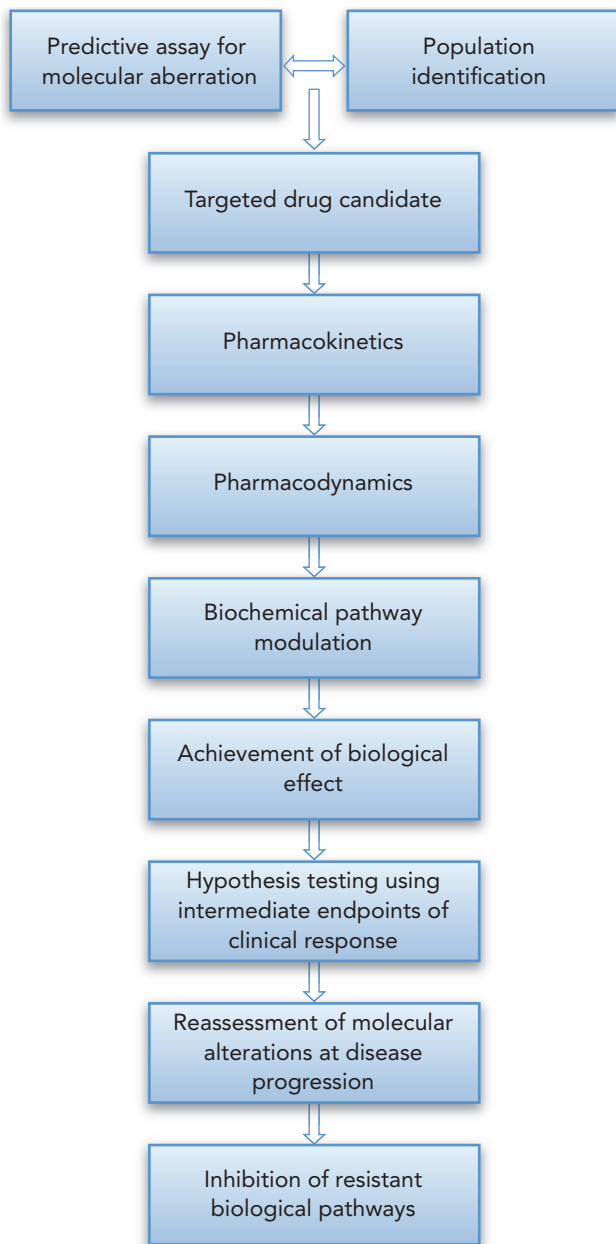 Predictive assay for
molecular aberration
Population
identification
Targeted drug candidate
Pharmacokinetics
Pharmacodynamics
Biochemical pathway
modulation
Achievement of biological
effect
Hypothesis testing using
intermediate endpoints of
clinical response
Reassessment of molecular
alterations at disease
progression
Inhibition of resistant
biological pathways